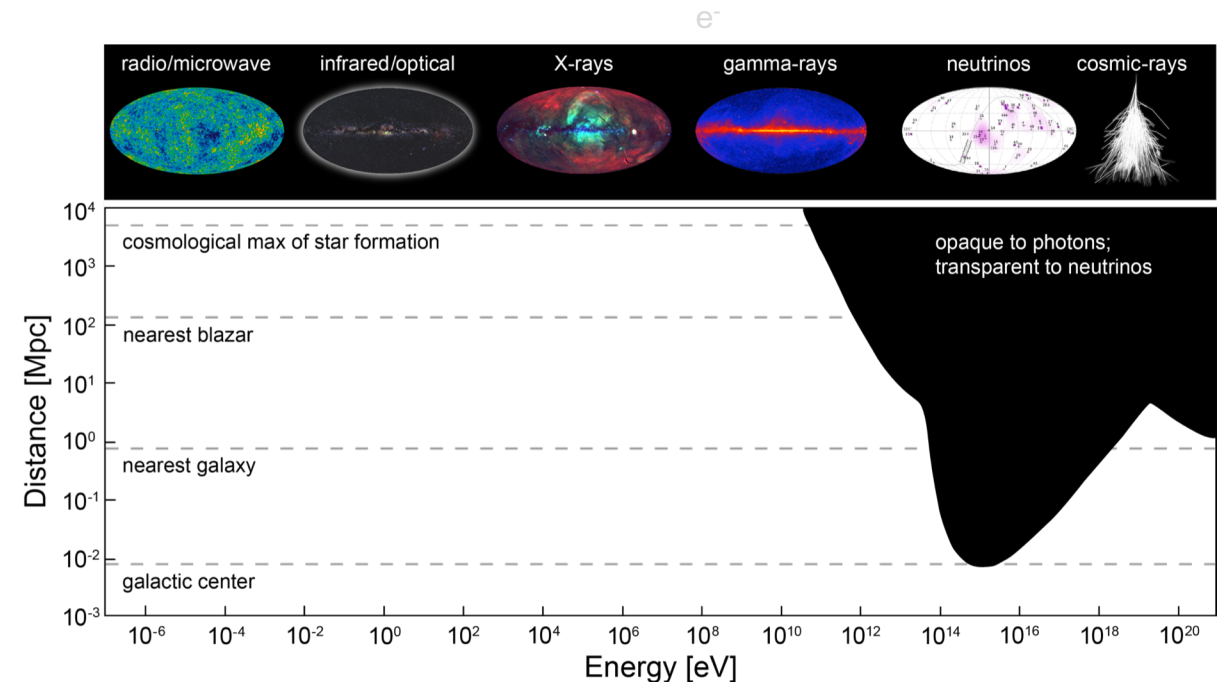 e⁻
radio/microwave
infrared/optical
X-rays
gamma-rays
neutrinos
cosmic-rays
10⁴
cosmological max of star formation
opaque to photons;
transparent to neutrinos
10³
10²
nearest blazar
10¹
10⁰
nearest galaxy
10⁻¹
10⁻²
galactic center
10⁻³
Distance [Mpc]
10⁻⁶ 10⁻⁴ 10⁻² 10⁰ 10² 10⁴ 10⁶ 10⁸ 10¹⁰ 10¹² 10¹⁴ 10¹⁶ 10¹⁸ 10²⁰
Energy [eV]